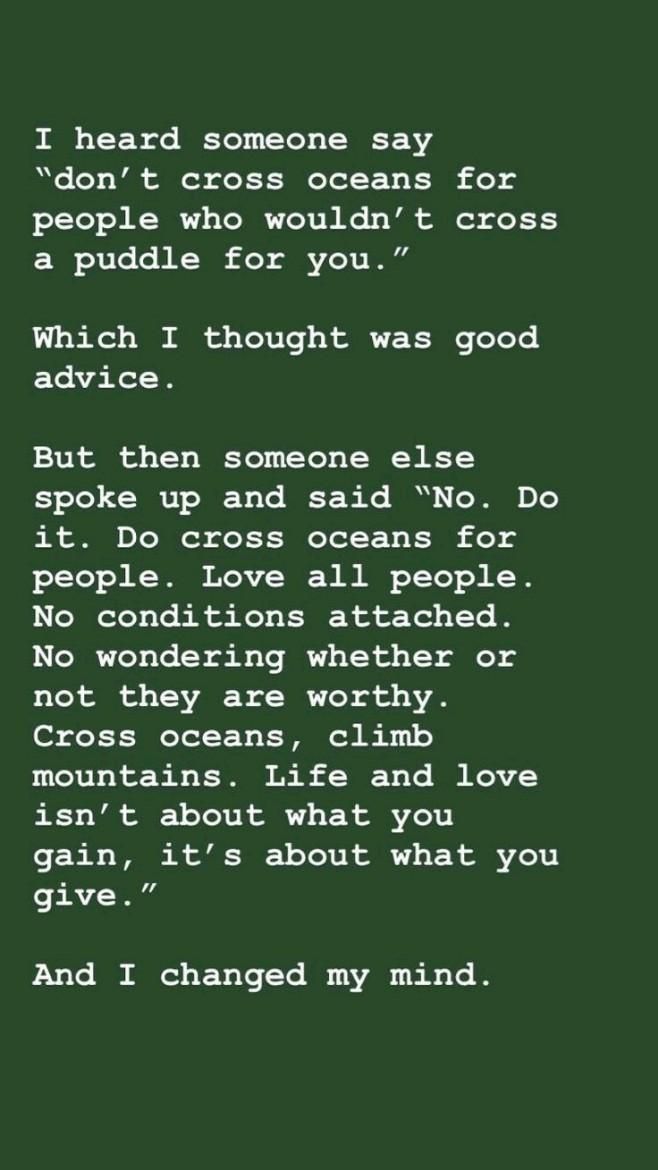 I heard someone say
“don’t cross oceans for
people who wouldn’t cross
a puddle for you.”
Which I thought was good
advice.
But then someone else
spoke up and said “No. Do
it. Do cross oceans for
people. Love all people.
No conditions attached.
No wondering whether or
not they are worthy.
Cross oceans, climb
mountains. Life and love
isn’t about what you
gain, it’s about what you
give.”
And I changed my mind.